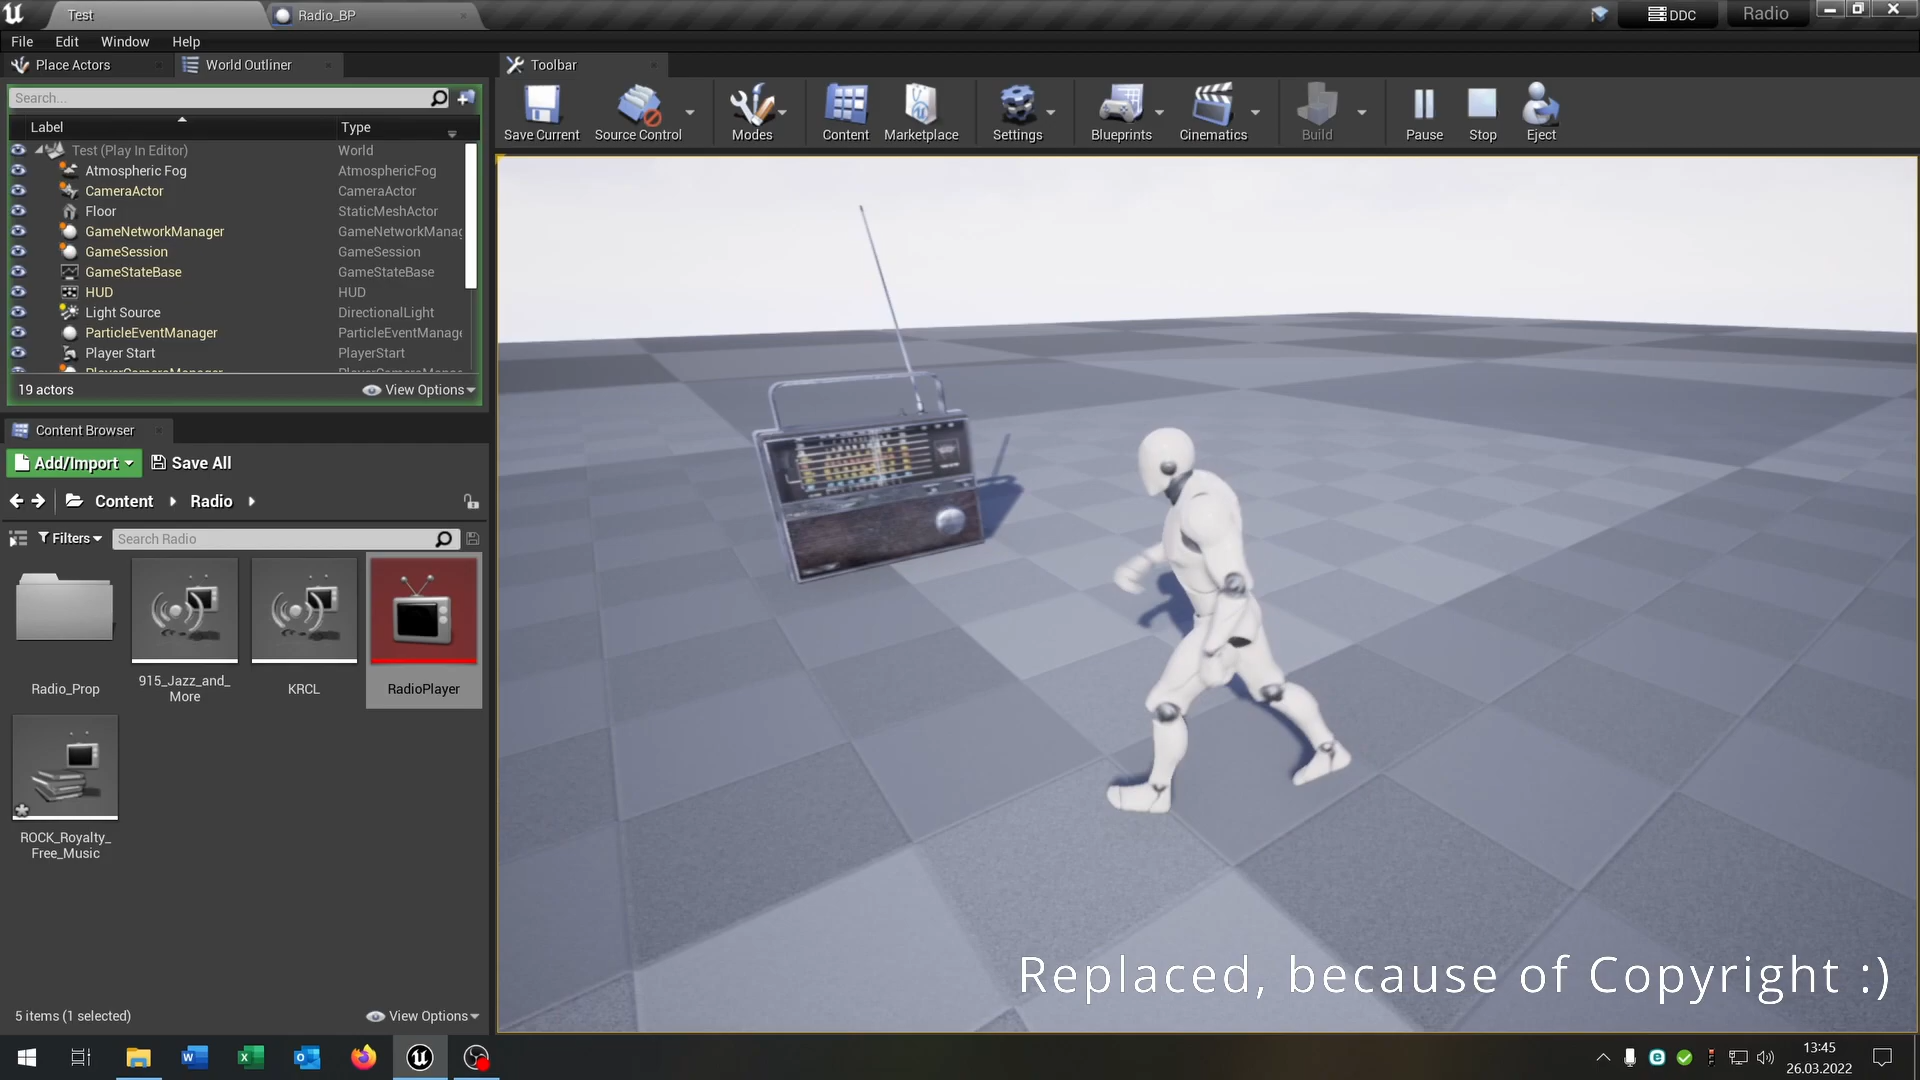 Test
Radio_BP
DDC
Radio
File Edit Window Help
Place Actors
World Outliner
Toolbar
Search...
Label Type
Test (Play In Editor) World
Atmospheric Fog AtmosphericFog
CameraActor CameraActor
Floor StaticMeshActor
GameNetworkManager GameNetworkManag
GameSession GameSession
GameStateBase GameStateBase
HUD HUD
Light Source DirectionalLight
ParticleEventManager ParticleEventManage
Player Start PlayerStart
PlayerCameraManager PlayerCameraManag
19 actors View Options
Save Current
Source Control
Modes
Content
Marketplace
Settings
Blueprints
Cinematics
Build
Pause
Stop
Eject
Content Browser
Add/Import Save All
Content Radio
Filters Search Radio
Radio_Prop
915_Jazz_and_
More
KRCL
RadioPlayer
ROCK_Royalty_
Free_Music
5 items (1 selected) View Options
Replaced, because of Copyright :)
13:45
26.03.2022